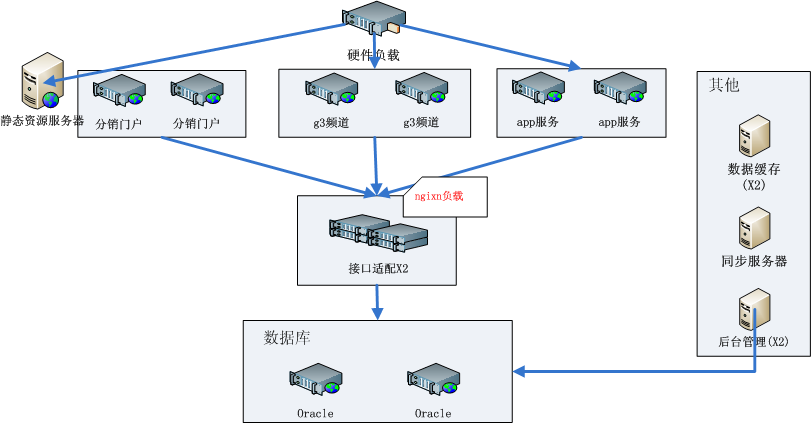 硬件负载
静态资源服务器
分销门户
分销门户
g3频道
g3频道
app服务
app服务
ngixn负载
接口适配X2
数据库
Oracle
Oracle
其他
数据缓存
(X2)
同步服务器
后台管理(X2)